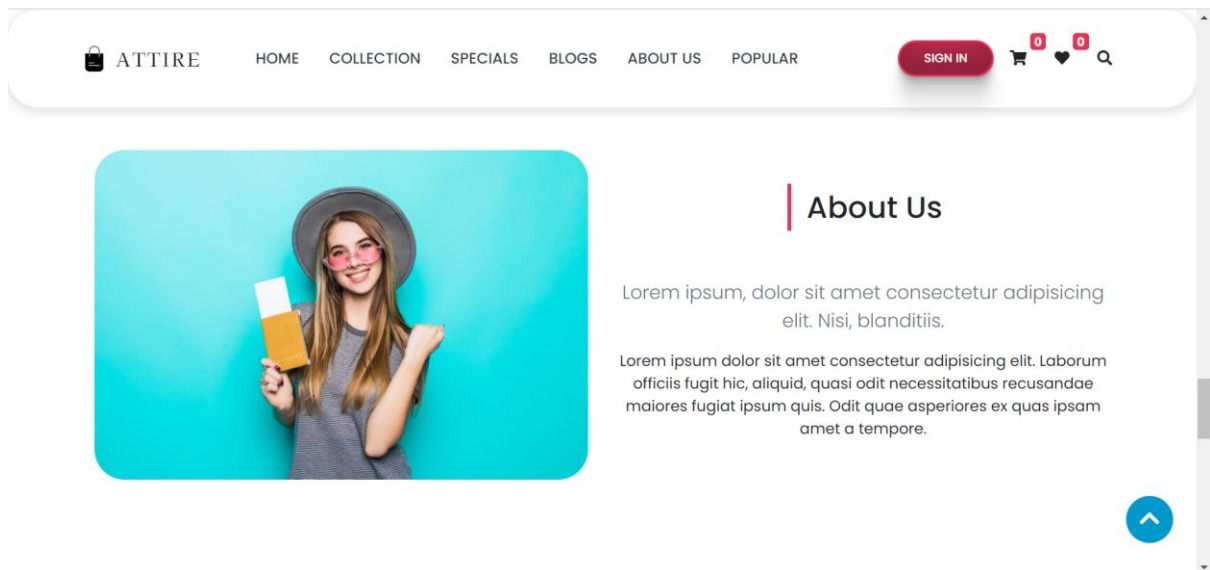 ATTIRE HOME COLLECTION SPECIALS BLOGS ABOUT US POPULAR SIGN IN 0 0
About Us
Lorem ipsum, dolor sit amet consectetur adipisicing
elit. Nisi, blanditiis.
Lorem ipsum dolor sit amet consectetur adipisicing elit. Laborum
officiis fugit hic, aliquid, quasi odit necessitatibus recusandae
maiores fugiat ipsum quis. Odit quae asperiores ex quas ipsam
amet a tempore.